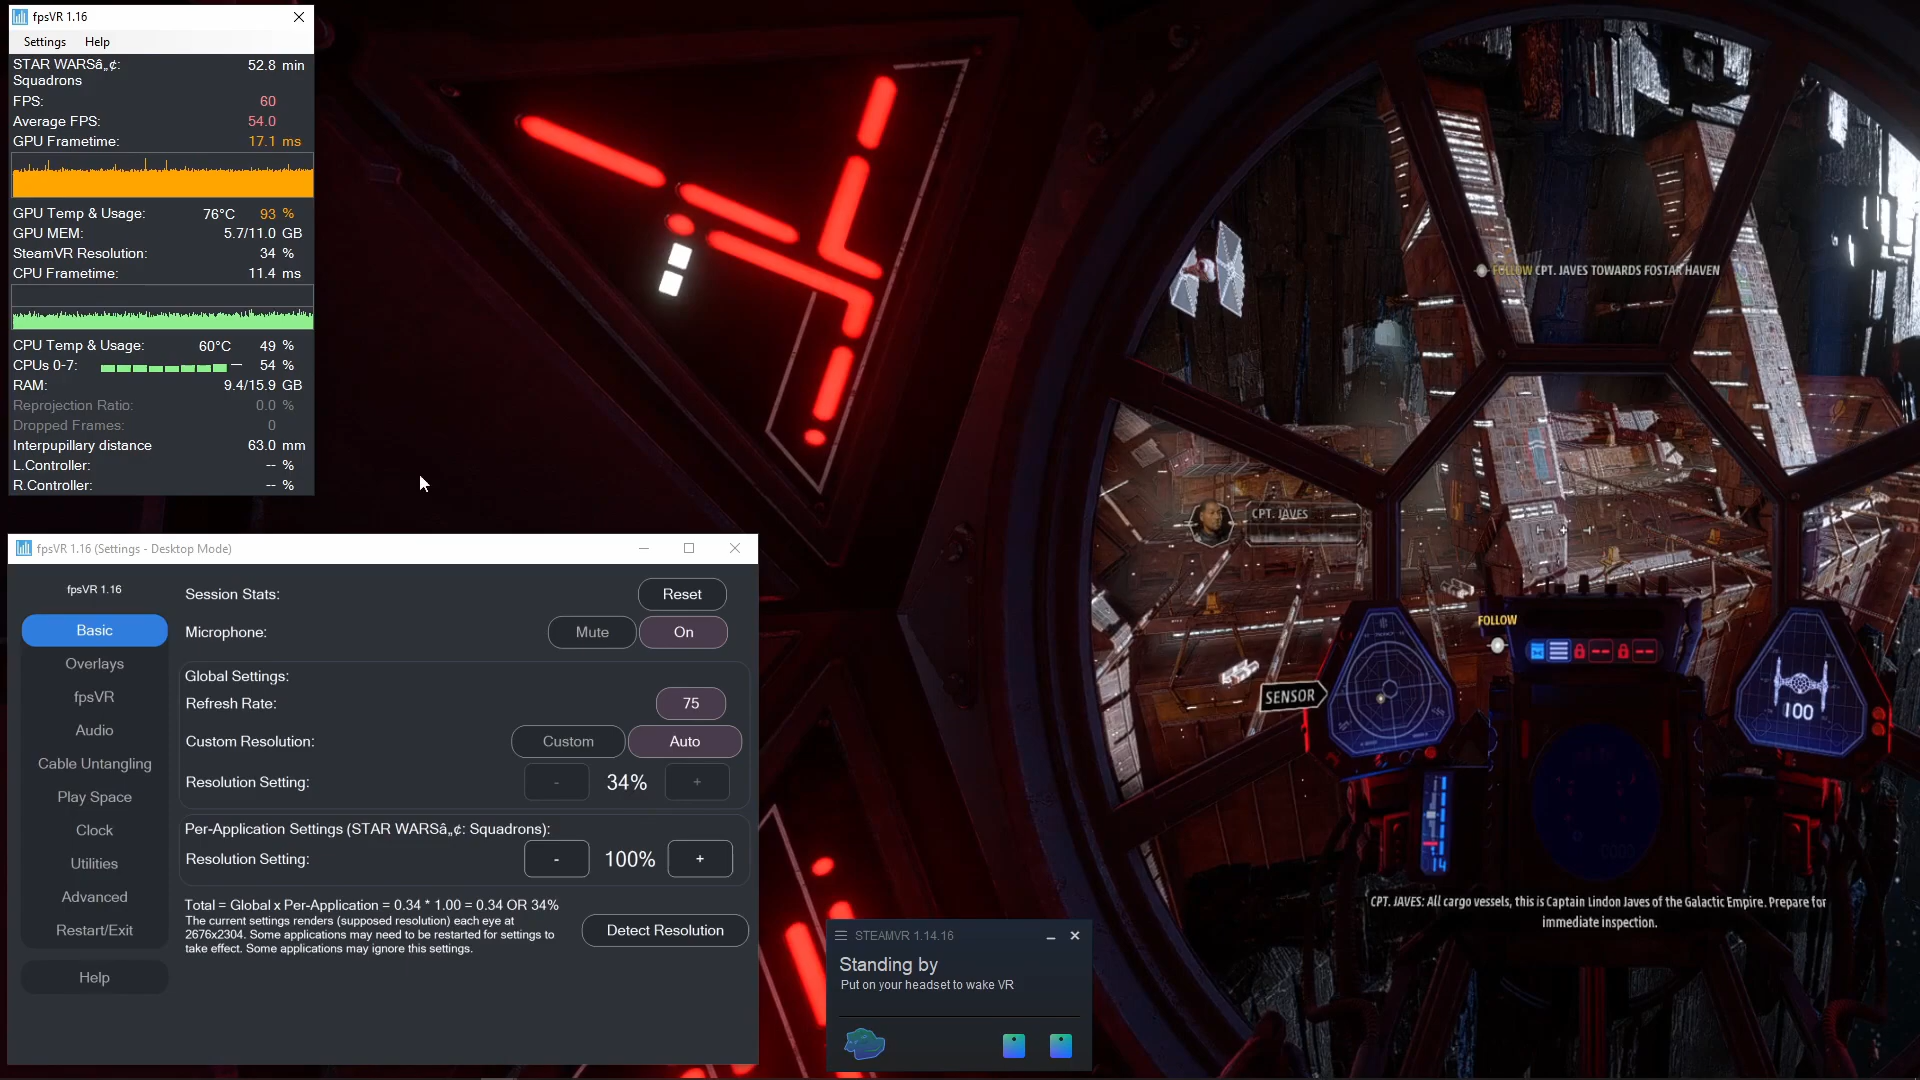 fpsVR 1.16
Settings Help
STAR WARSâ„¢: 52.8 min
Squadrons
FPS: 60
Average FPS: 54.0
GPU Frametime: 17.1 ms
GPU Temp & Usage: 76°C 93 %
GPU MEM: 5.7/11.0 GB
SteamVR Resolution: 34 %
CPU Frametime: 11.4 ms
CPU Temp & Usage: 60°C 49 %
CPUs 0-7: 54 %
RAM: 9.4/15.9 GB
Reprojection Ratio: 0.0 %
Dropped Frames: 0
Interpupillary distance 63.0 mm
L.Controller: -- %
R.Controller: -- %
fpsVR 1.16 (Settings - Desktop Mode)
fpsVR 1.16
Basic
Overlays
fpsVR
Audio
Cable Untangling
Play Space
Clock
Utilities
Advanced
Restart/Exit
Help
Session Stats: Reset
Microphone: Mute On
Global Settings:
Refresh Rate: 75
Custom Resolution: Custom Auto
Resolution Setting: - 34% +
Per-Application Settings (STAR WARSâ„¢: Squadrons):
Resolution Setting: - 100% +
Total = Global x Per-Application = 0.34 * 1.00 = 0.34 OR 34%
The current settings renders (supposed resolution) each eye at
2676x2304. Some applications may need to be restarted for settings to
take effect. Some applications may ignore this settings.
Detect Resolution
STEAMVR 1.14.16
Standing by
Put on your headset to wake VR
FOLLOW CPT. JAVES TOWARDS FOSTAR HAVEN
CPT. JAVES
FOLLOW
SENSOR
-- --
100
CPT. JAVES: All cargo vessels, this is Captain Lindon Javes of the Galactic Empire. Prepare for
immediate inspection.